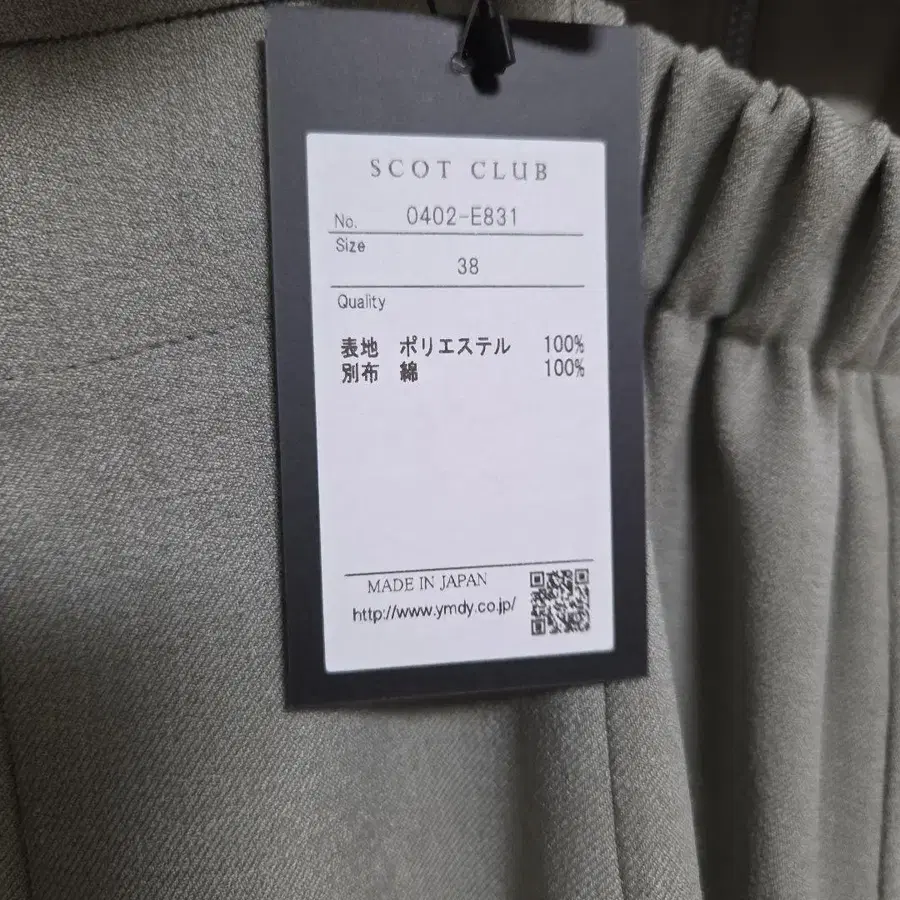 SCOT CLUB
No. 0402-E831
Size
38
Quality
表地 ポリエステル 100%
別布 綿 100%
MADE IN JAPAN
http://www.ymdy.co.jp/